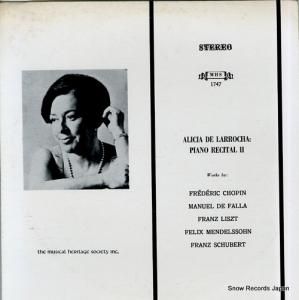 STEREO
MHS
1747
ALICIA DE LARROCHA:
PIANO RECITAL II
Works by:
FRÉDÉRIC CHOPIN
MANUEL DE FALLA
FRANZ LISZT
FELIX MENDELSSOHN
FRANZ SCHUBERT
the musical heritage society inc.
Snow Records Japan